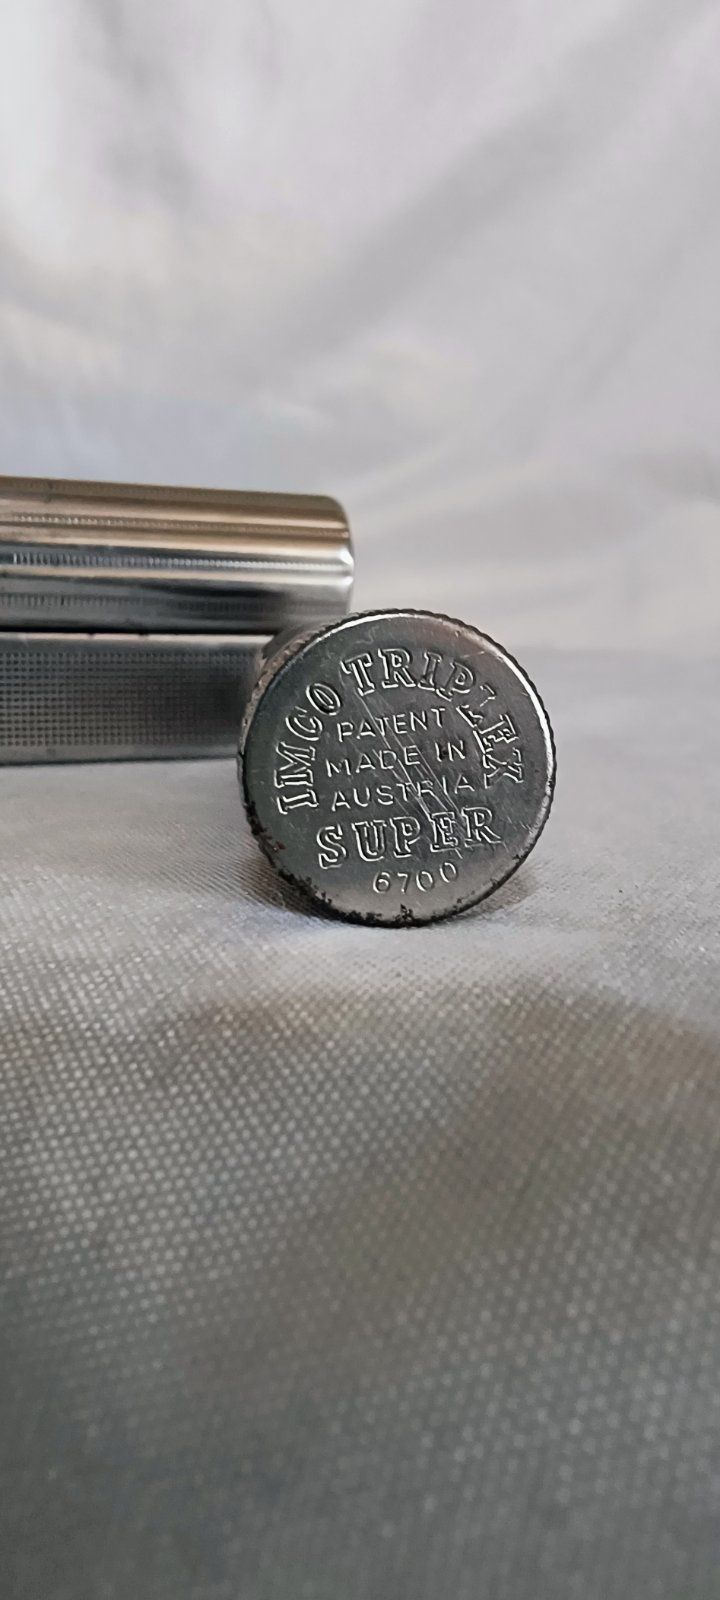 IMCO TRIPLEX
PATENT
MADE IN
AUSTRIA
SUPER
6700